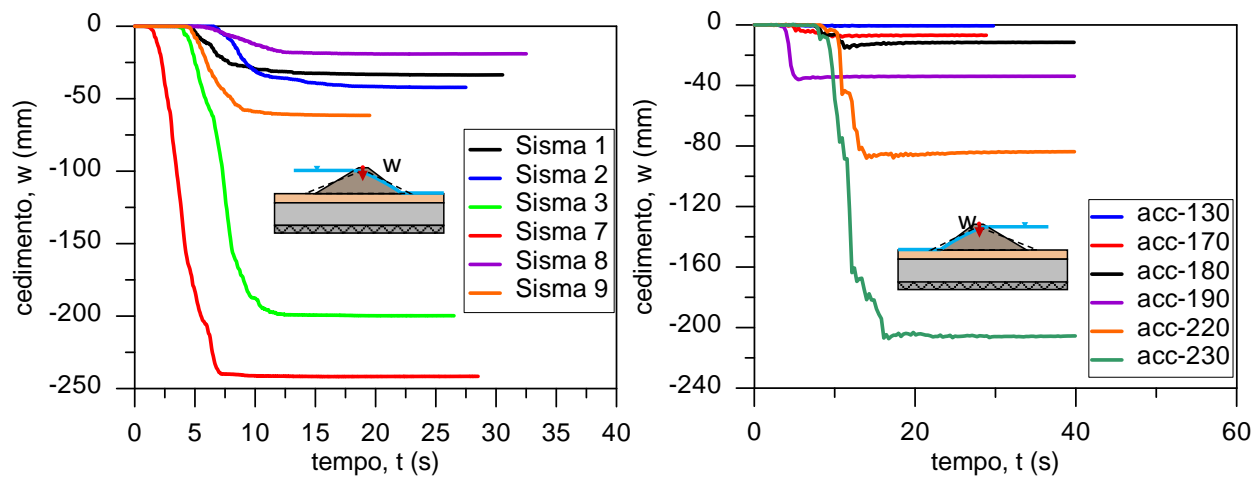 0
-50
-100
-150
-200
-250
cedimento, w (mm)
0 5 10 15 20 25 30 35 40
tempo, t (s)
w
Sisma 1
Sisma 2
Sisma 3
Sisma 7
Sisma 8
Sisma 9
0
-40
-80
-120
-160
-200
-240
cedimento, w (mm)
0 20 40 60
tempo, t (s)
w
acc-130
acc-170
acc-180
acc-190
acc-220
acc-230